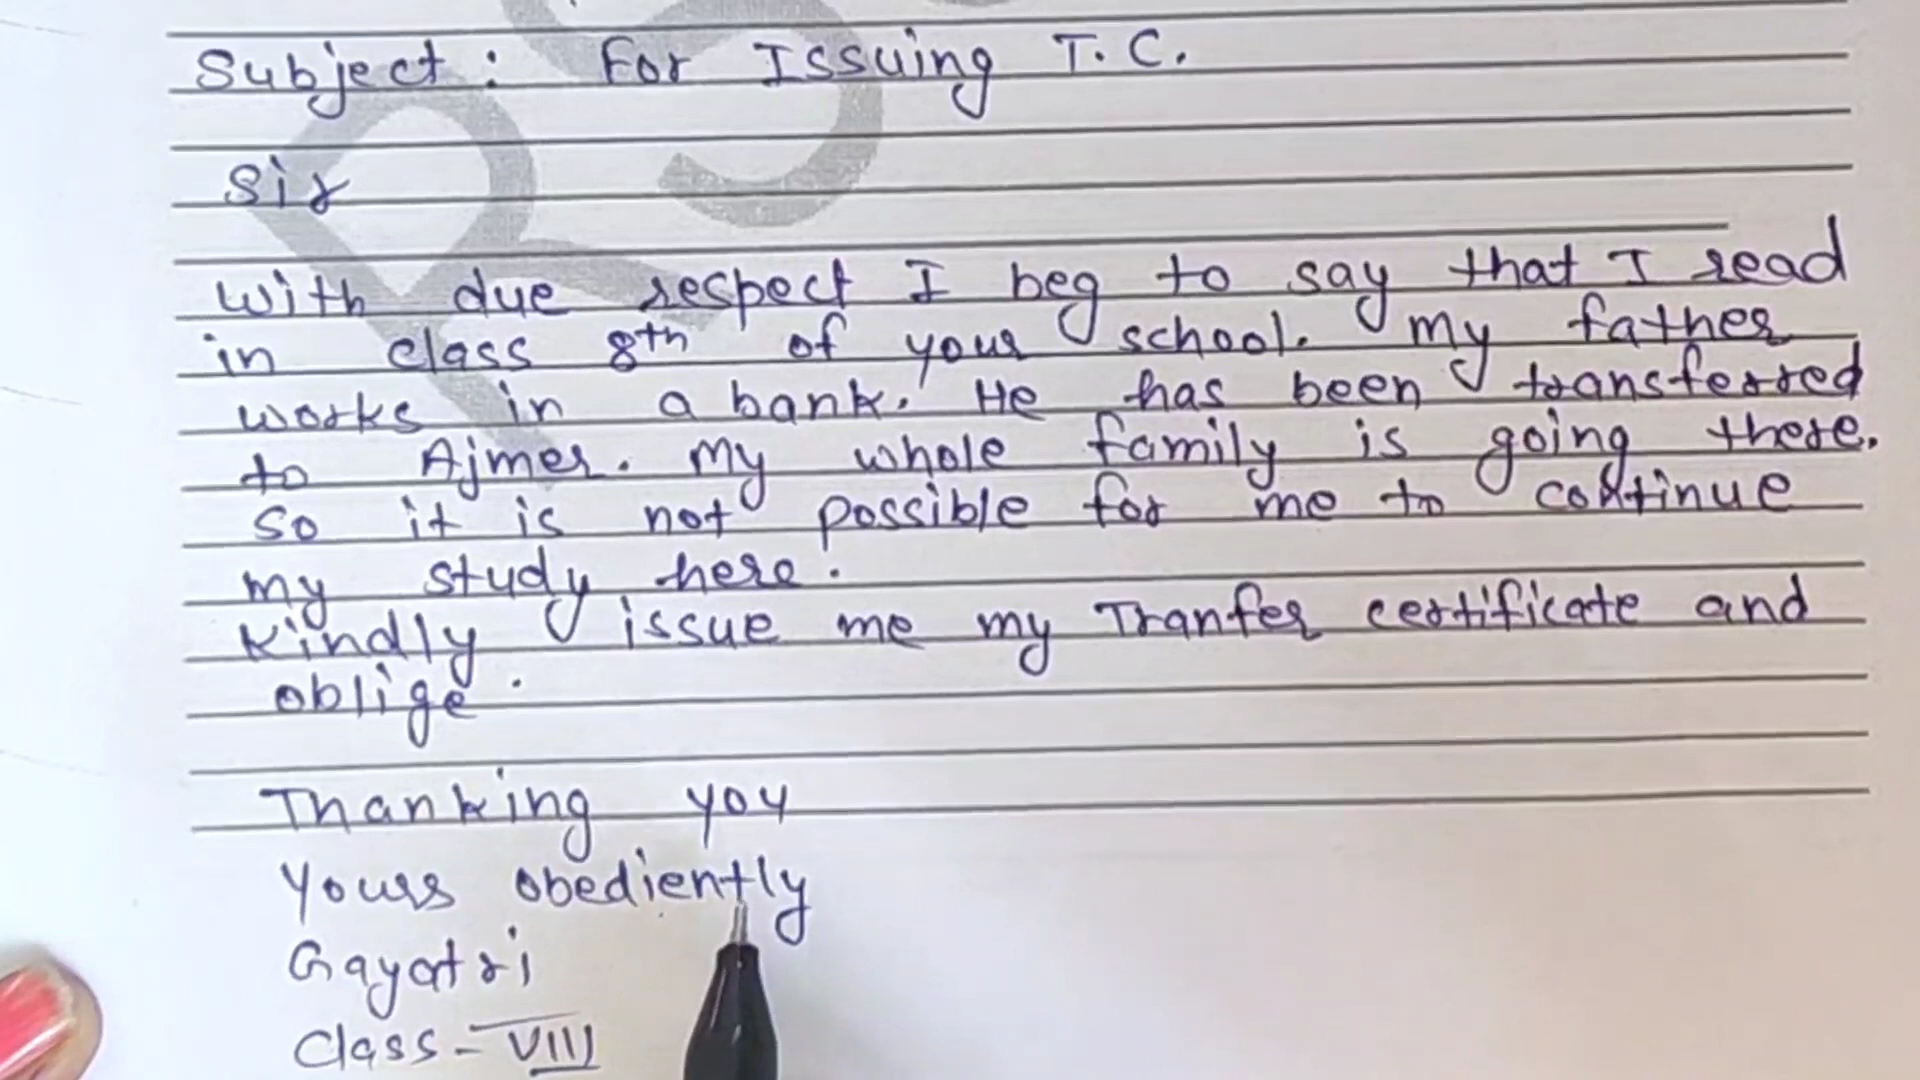 Subject : For Issuing T.C.
Sir
with due respect I beg to say that I read
in class 8th of your school. My father
works in a bank. He has been transferred
to Ajmer. My whole family is going there.
So it is not possible for me to continue
my study here.
Kindly issue me my Tranfer certificate and
oblige.
Thanking you
Yours obediently
Gayatri
Class - VIII